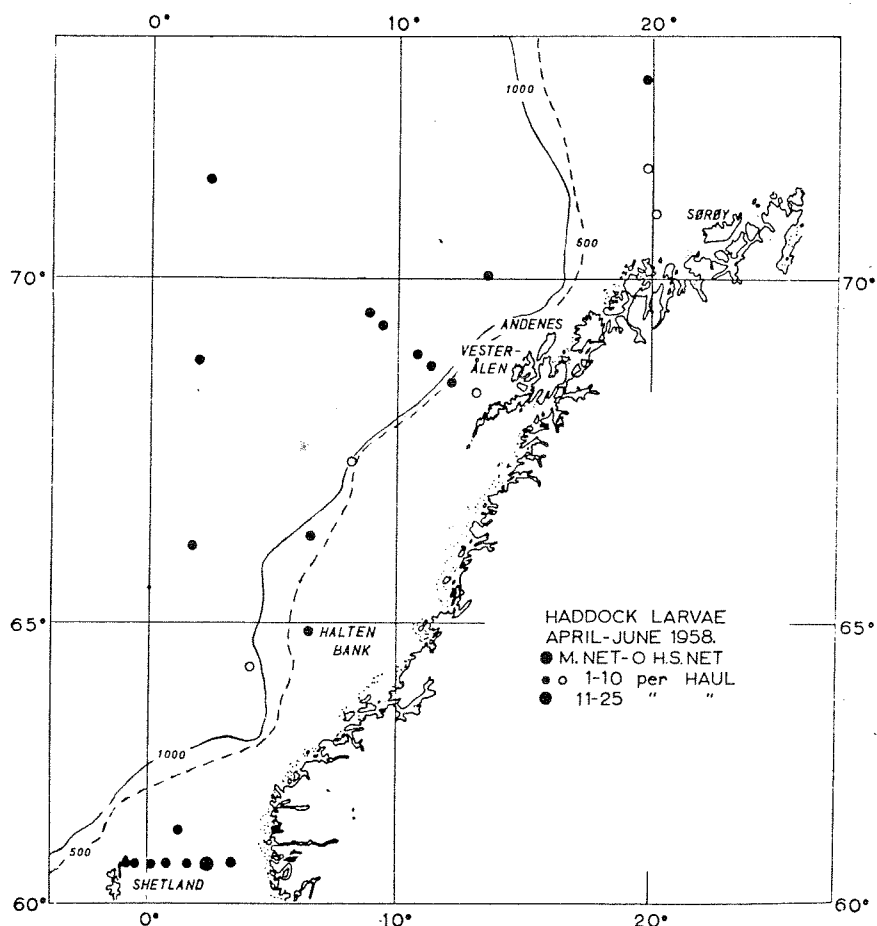 0° 10° 20°
1000
SØRØY
500
70° 70°
ANDENES
VESTER-
ÅLEN
HADDOCK LARVAE
APRIL-JUNE 1958.
65° 65°
HALTEN
BANK
M. NET-O H.S. NET
1-10 per HAUL
11-25 " "
1000
500
SHETLAND
60° 60°
0° 10° 20°